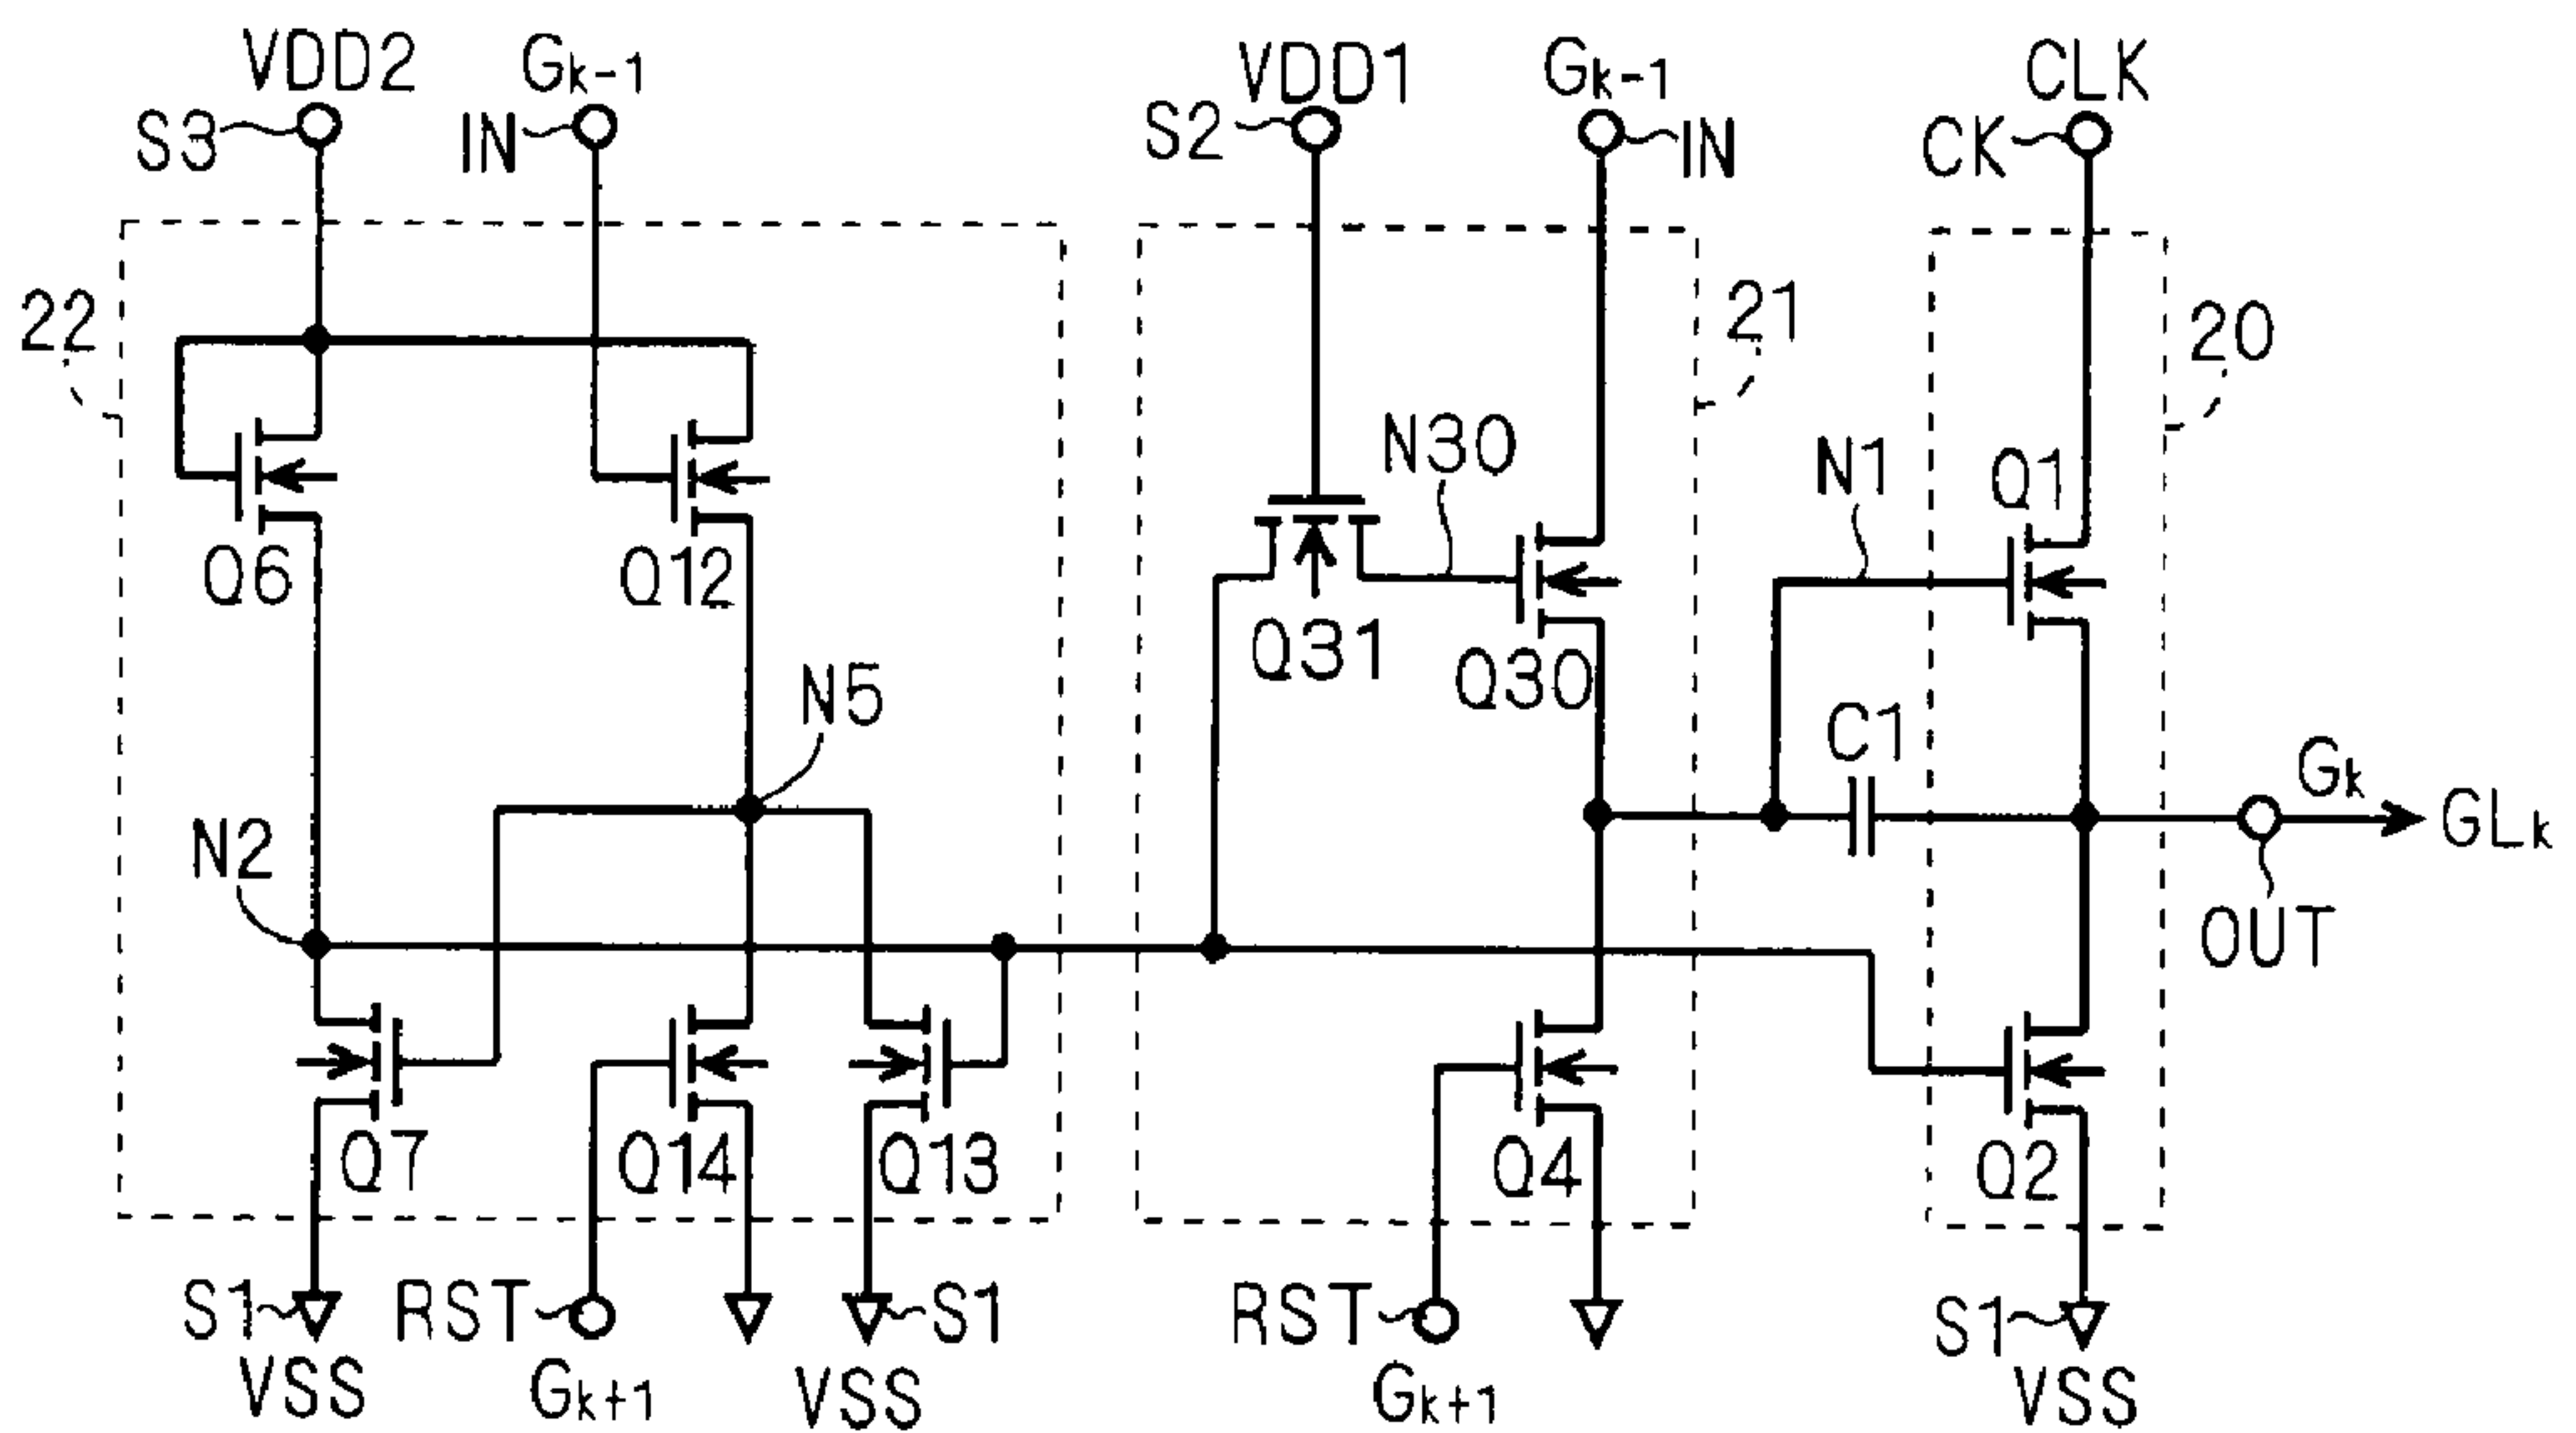 VDD2
Gk-1
VDD1
Gk-1
CLK
S3
IN
S2
IN
CK
22
21
20
N30
N1
Q1
Q6
Q12
Q31
Q30
N5
C1
Gk
GLk
N2
OUT
Q7
Q14
Q13
Q4
Q2
S1
RST
S1
RST
S1
VSS
Gk+1
VSS
Gk+1
VSS